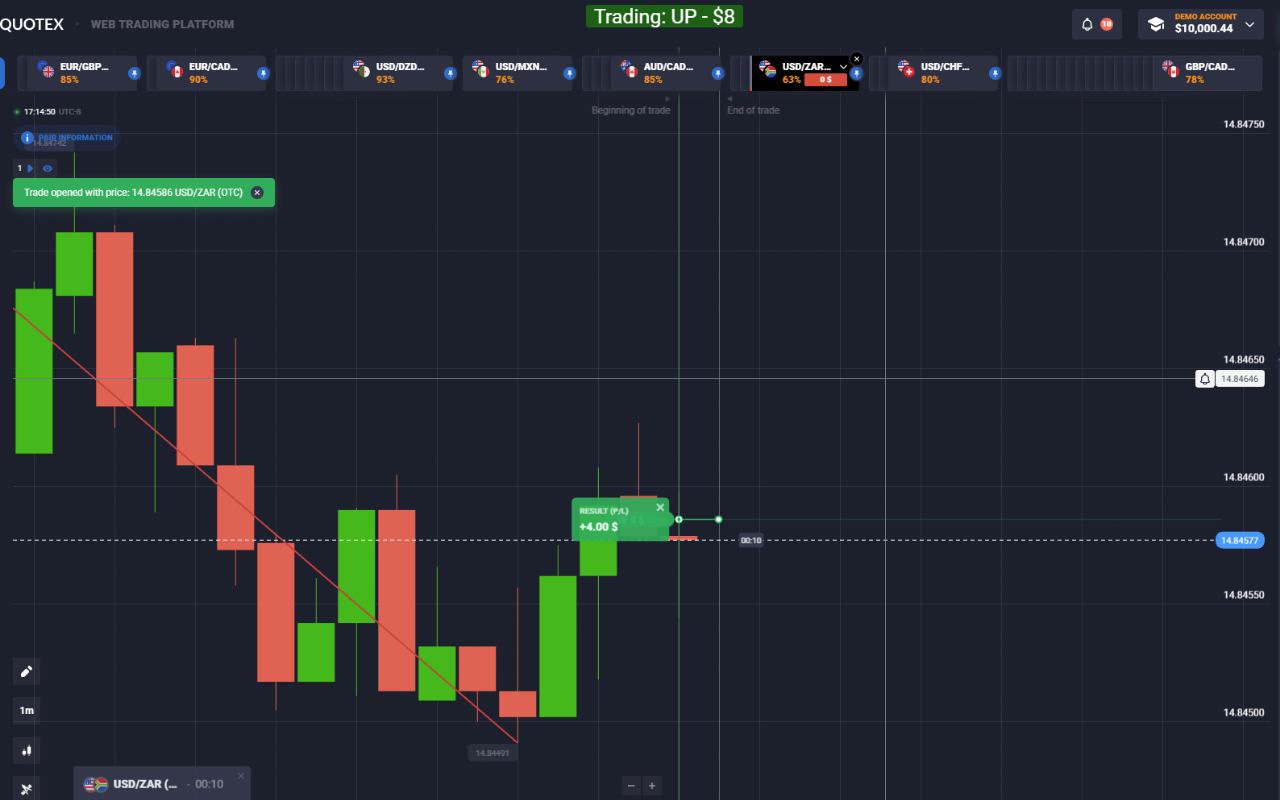 Trading: UP - $8
QUOTEX · WEB TRADING PLATFORM
10
DEMO ACCOUNT
$10,000.44
EUR/GBP...
85%
EUR/CAD...
90%
USD/DZD...
93%
USD/MXN...
76%
AUD/CAD...
85%
USD/ZAR...
63% 0 $
USD/CHF...
80%
GBP/CAD...
78%
17:14:50 UTC-8
Beginning of trade
End of trade
PAIR INFORMATION
14.84742
1
Trade opened with price: 14.84586 USD/ZAR (OTC)
14.84750
14.84700
14.84650
14.84646
14.84600
RESULT (P/L)
+4.00 $
00:10
14.84577
14.84550
14.84500
14.84491
1m
USD/ZAR (... - 00:10